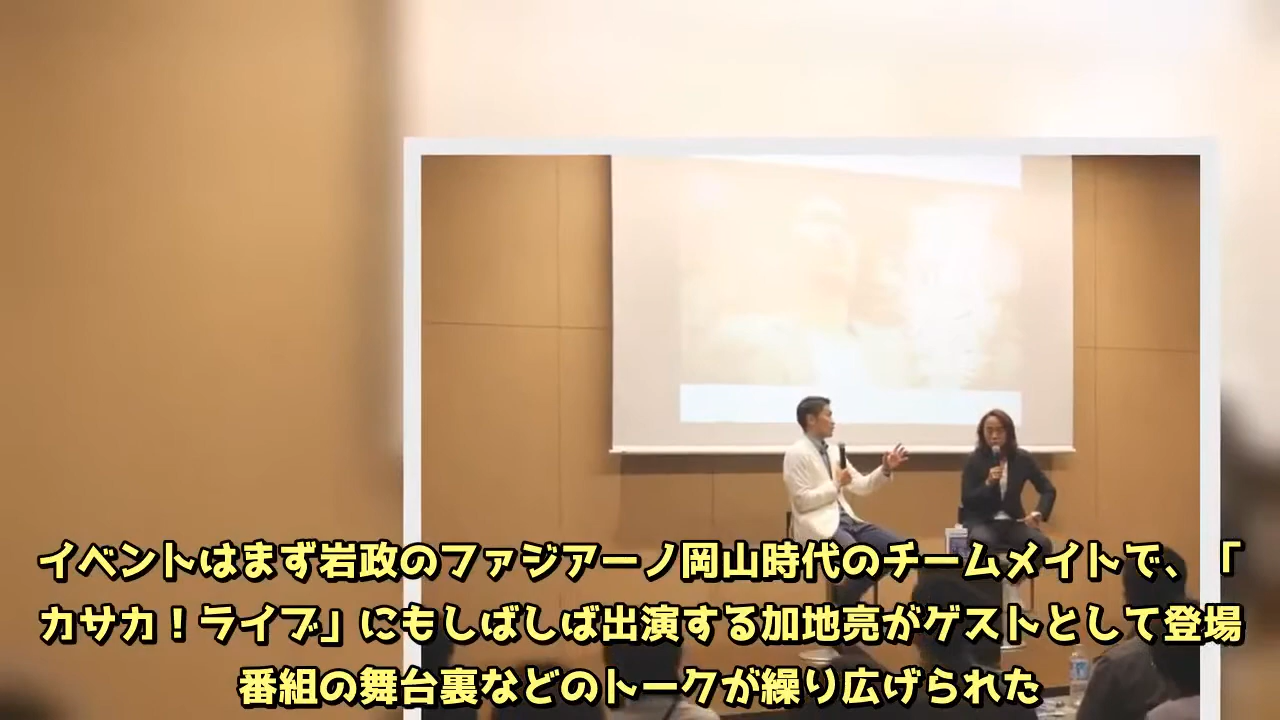 イベントはまず岩政のファジアーノ岡山時代のチームメイトで、「
カサカ！ライブ」にもしばしば出演する加地亮がゲストとして登場
番組の舞台裏などのトークが繰り広げられた